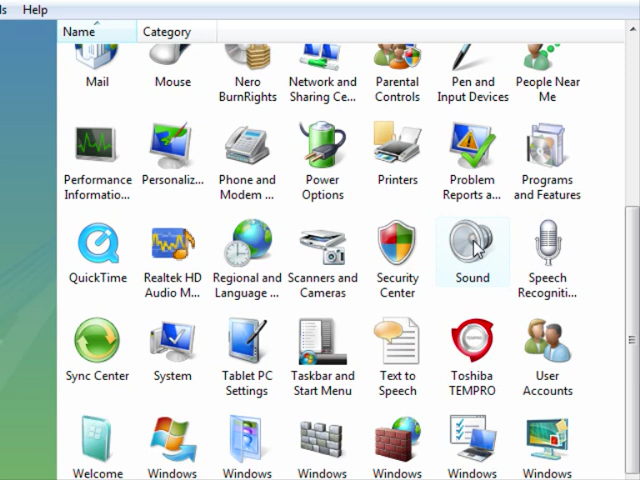 ls Help
Name Category
Mail Mouse Nero BurnRights Network and Sharing Ce... Parental Controls Pen and Input Devices People Near Me
Performance Informatio... Personaliz... Phone and Modem ... Power Options Printers Problem Reports a... Programs and Features
QuickTime Realtek HD Audio M... Regional and Language ... Scanners and Cameras Security Center Sound Speech Recogniti...
Sync Center System Tablet PC Settings Taskbar and Start Menu Text to Speech TEMPRO Toshiba TEMPRO User Accounts
Welcome Windows Windows Windows Windows Windows Windows